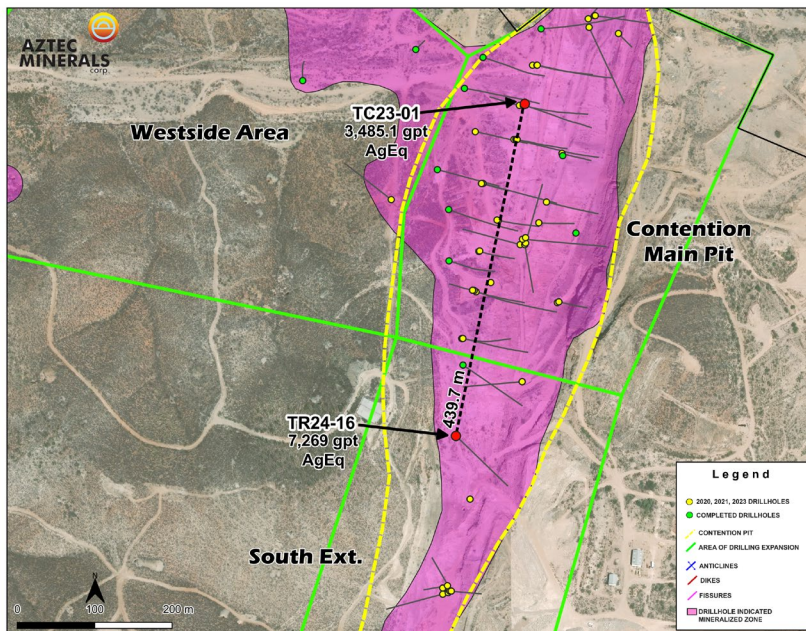 AZTEC
MINERALS
corp.
TC23-01
3,485.1 gpt
AgEq
Westside Area
Contention
Main Pit
439.7 m
TR24-16
7,269 gpt
AgEq
South Ext.
N
0 100 200 m
Legend
2020, 2021, 2023 DRILLHOLES
COMPLETED DRILLHOLES
CONTENTION PIT
AREA OF DRILLING EXPANSION
ANTICLINES
DIKES
FISSURES
DRILLHOLE INDICATED
MINERALIZED ZONE